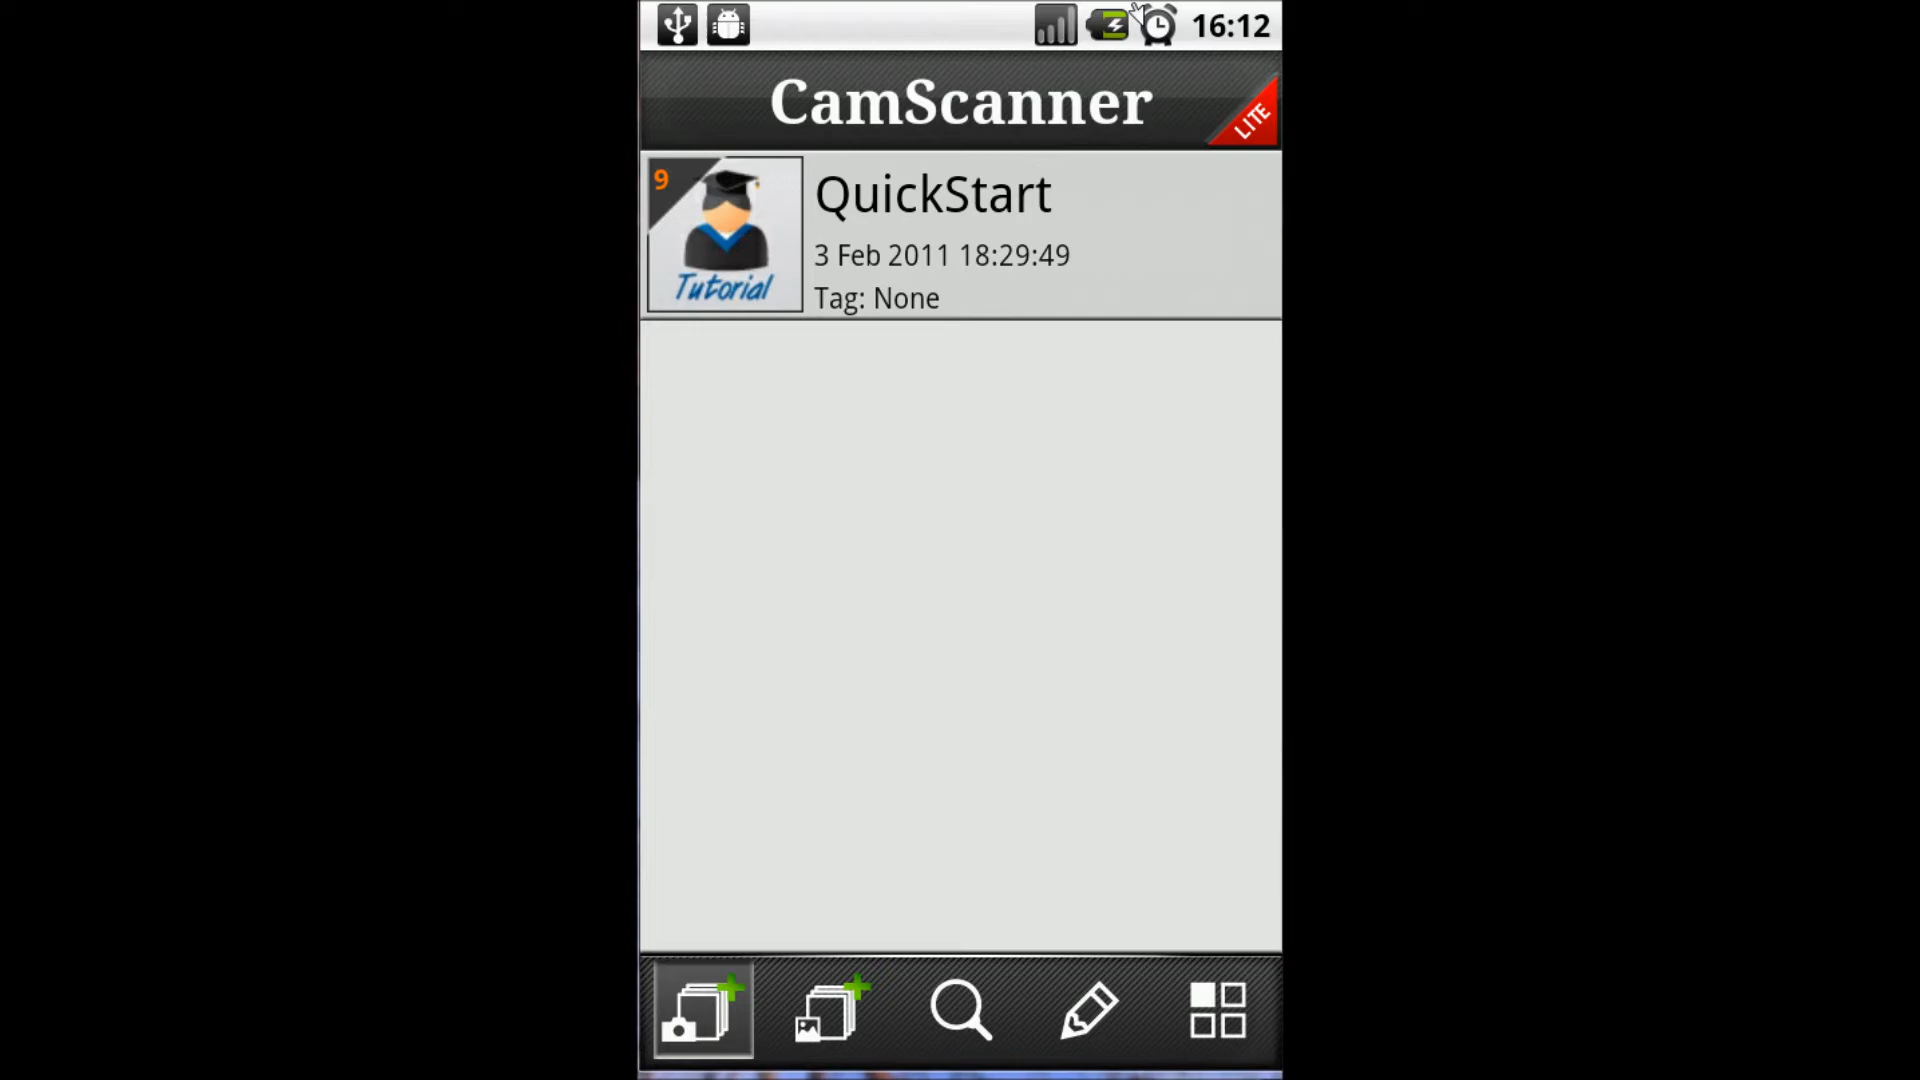 16:12
CamScanner
LITE
9
Tutorial
QuickStart
3 Feb 2011 18:29:49
Tag: None